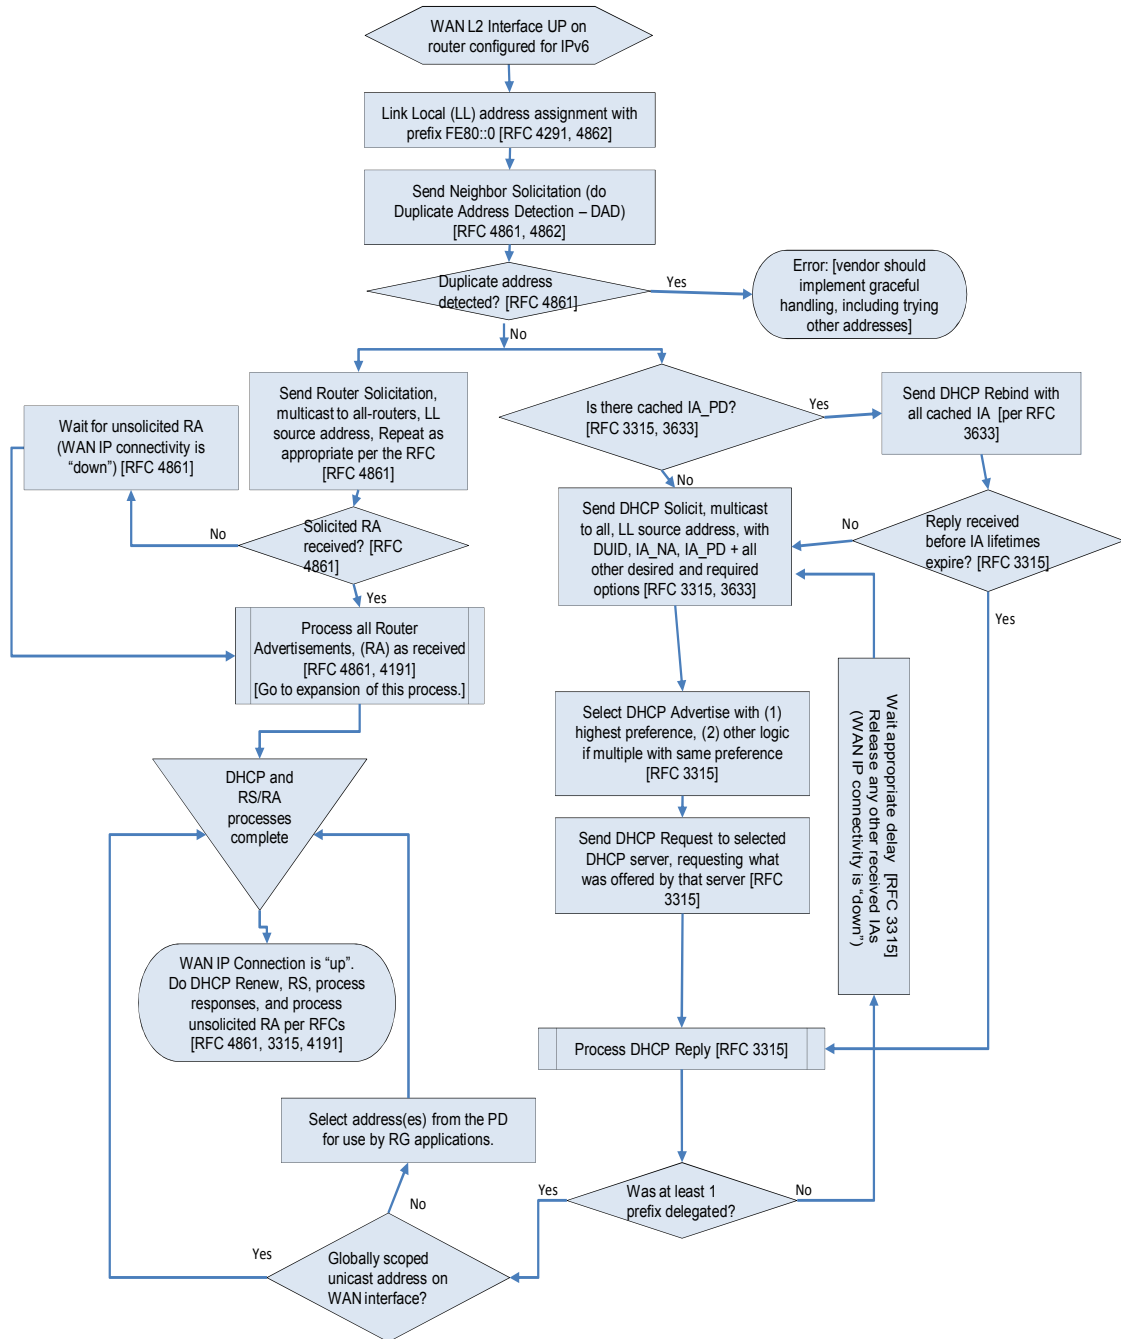 WAN L2 Interface UP on
router configured for IPv6
Link Local (LL) address assignment with
prefix FE80::0 [RFC 4291, 4862]
Send Neighbor Solicitation (do
Duplicate Address Detection – DAD)
[RFC 4861, 4862]
Duplicate address
detected? [RFC 4861]
Yes
Error: [vendor should
implement graceful
handling, including trying
other addresses]
No
Send Router Solicitation,
multicast to all-routers, LL
source address, Repeat as
appropriate per the RFC
[RFC 4861]
Wait for unsolicited RA
(WAN IP connectivity is
“down”) [RFC 4861]
No
Solicited RA
received? [RFC
4861]
Yes
Process all Router
Advertisements, (RA) as received
[RFC 4861, 4191]
[Go to expansion of this process.]
DHCP and
RS/RA
processes
complete
WAN IP Connection is “up”.
Do DHCP Renew, RS, process
responses, and process
unsolicited RA per RFCs
[RFC 4861, 3315, 4191]
Is there cached IA_PD?
[RFC 3315, 3633]
Yes
Send DHCP Rebind with
all cached IA [per RFC
3633]
No
Send DHCP Solicit, multicast
to all, LL source address, with
DUID, IA_NA, IA_PD + all
other desired and required
options [RFC 3315, 3633]
No
Reply received
before IA lifetimes
expire? [RFC 3315]
Yes
Select DHCP Advertise with (1)
highest preference, (2) other logic
if multiple with same preference
[RFC 3315]
Send DHCP Request to selected
DHCP server, requesting what
was offered by that server [RFC
3315]
Wait appropriate delay [RFC 3315]
Release any other received IAs
(WAN IP connectivity is “down”)
Process DHCP Reply [RFC 3315]
Was at least 1
prefix delegated?
No
Yes
Select address(es) from the PD
for use by RG applications.
No
Globally scoped
unicast address on
WAN interface?
Yes